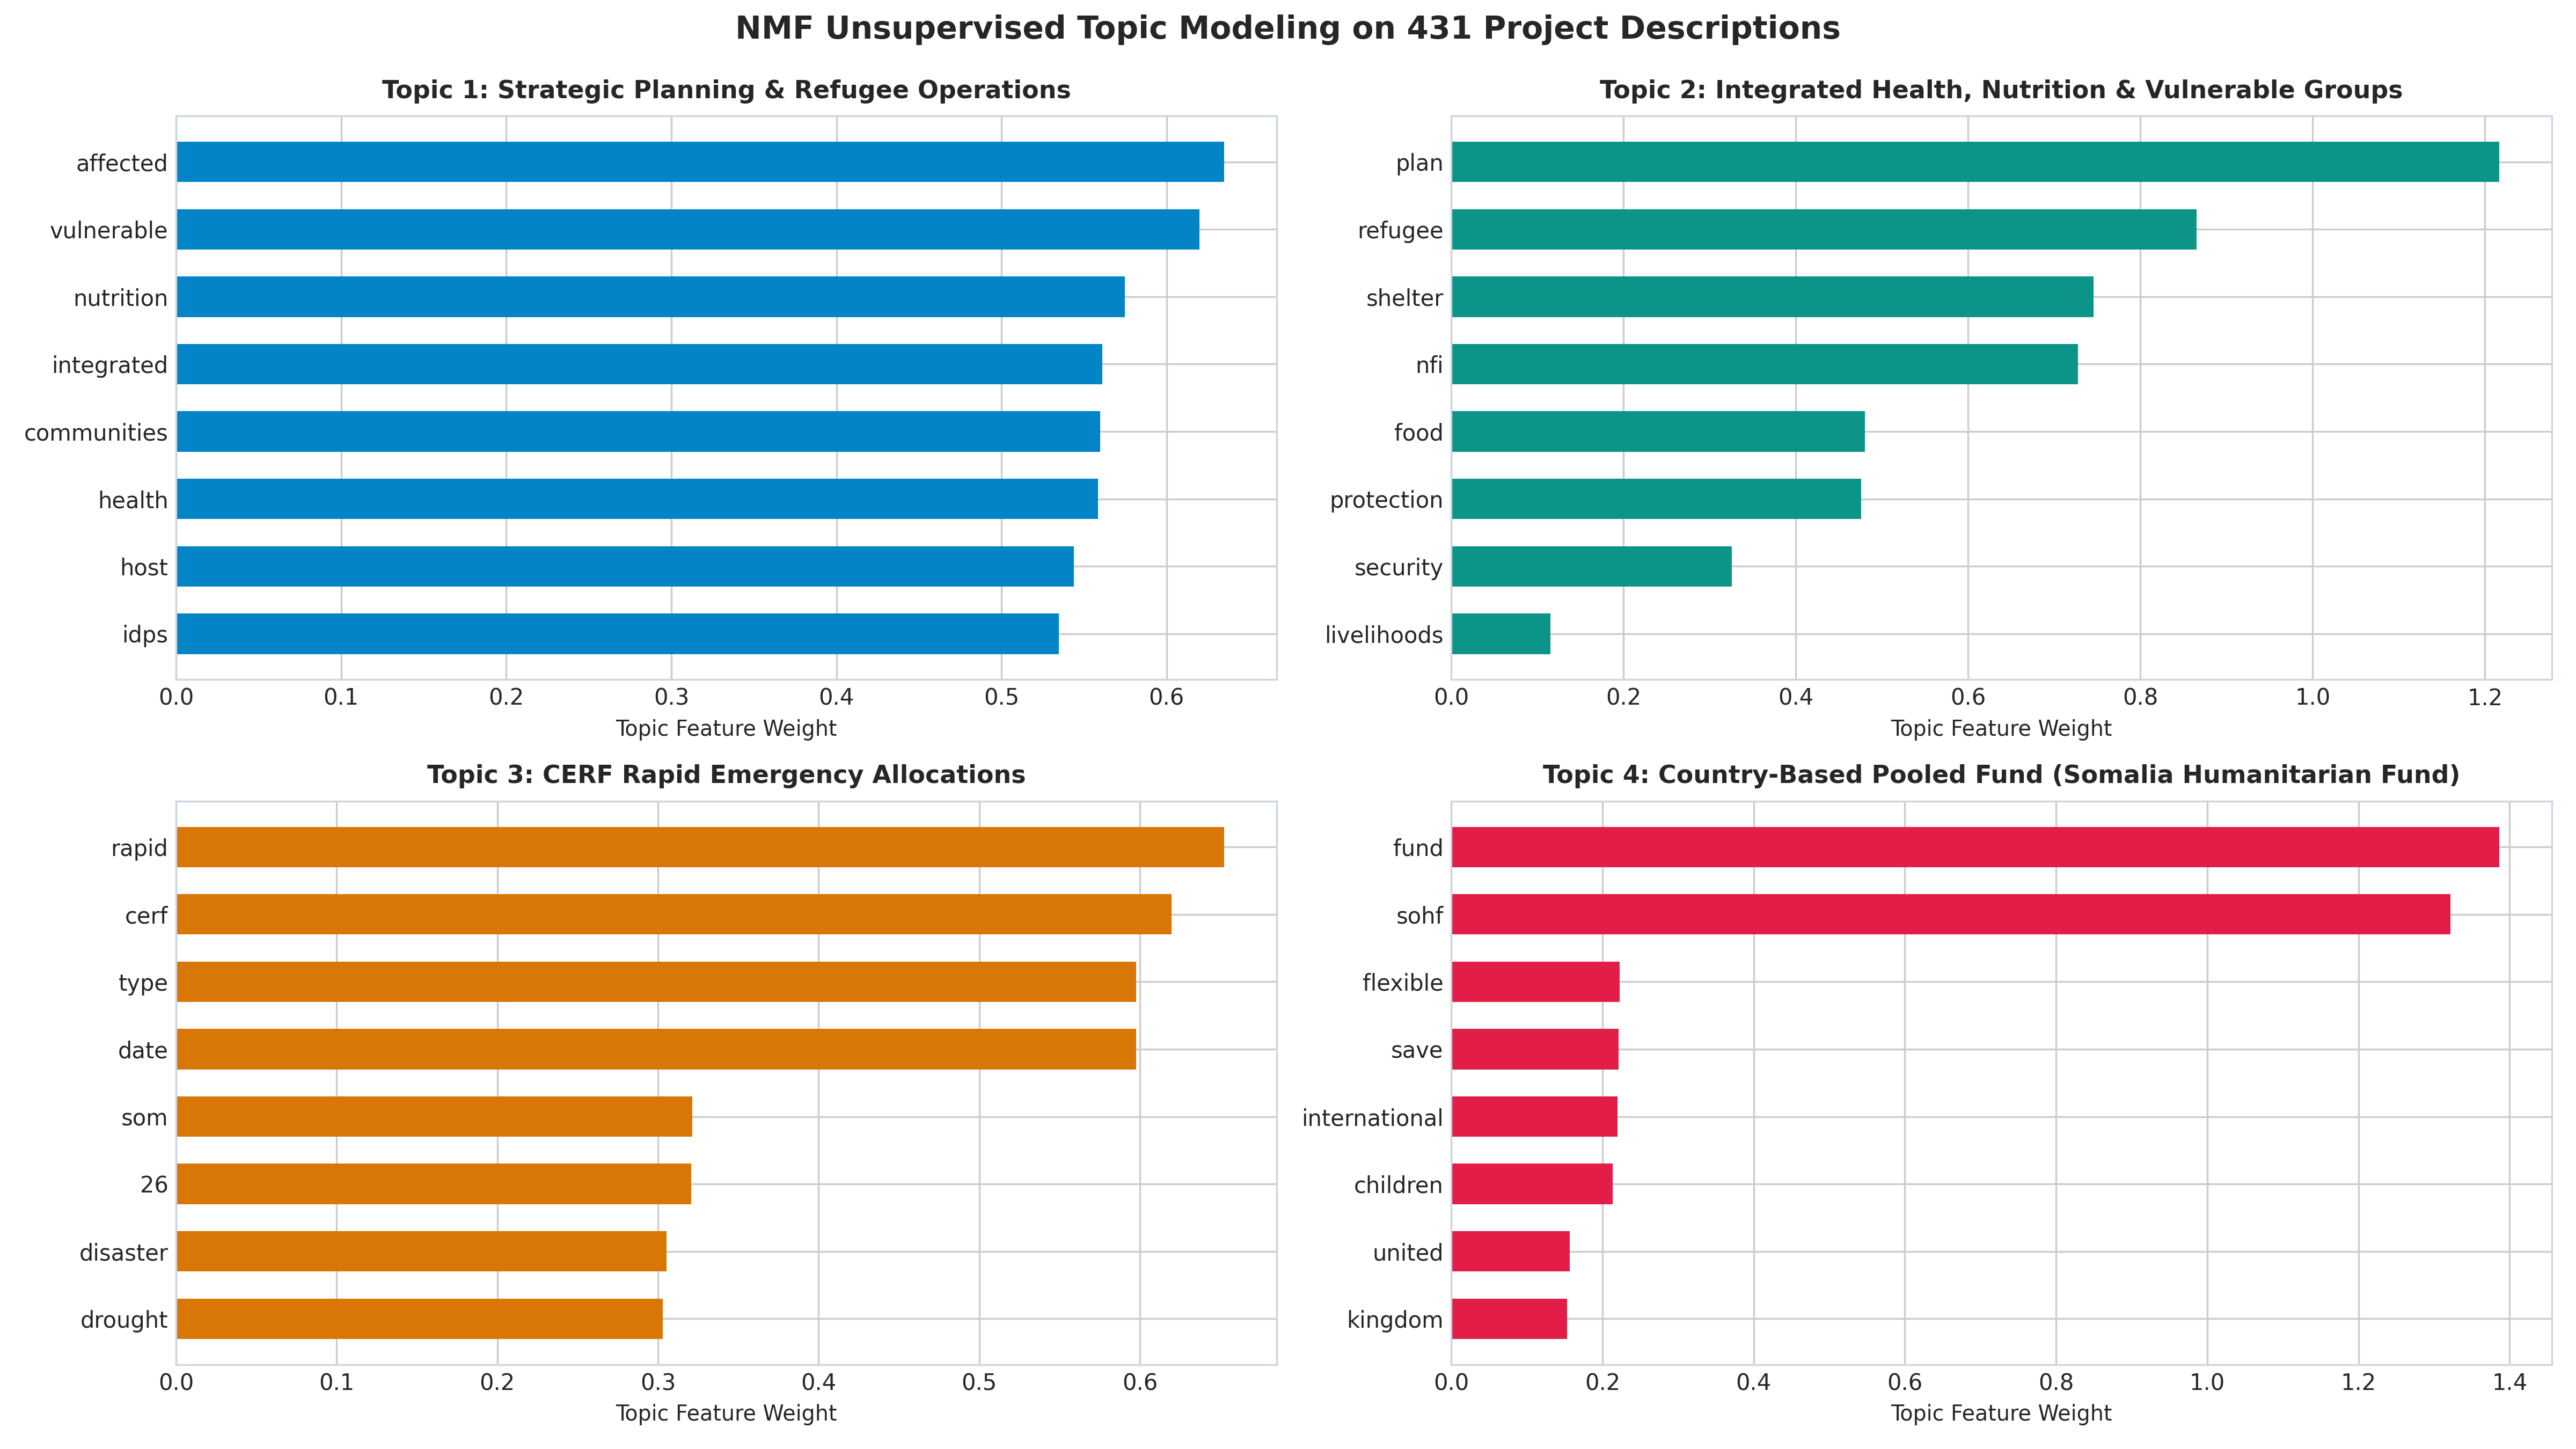 NMF Unsupervised Topic Modeling on 431 Project Descriptions
Topic 1: Strategic Planning & Refugee Operations
affected
vulnerable
nutrition
integrated
communities
health
host
idps
0.0 0.1 0.2 0.3 0.4 0.5 0.6
Topic Feature Weight
Topic 2: Integrated Health, Nutrition & Vulnerable Groups
plan
refugee
shelter
nfi
food
protection
security
livelihoods
0.0 0.2 0.4 0.6 0.8 1.0 1.2
Topic Feature Weight
Topic 3: CERF Rapid Emergency Allocations
rapid
cerf
type
date
som
26
disaster
drought
0.0 0.1 0.2 0.3 0.4 0.5 0.6
Topic Feature Weight
Topic 4: Country-Based Pooled Fund (Somalia Humanitarian Fund)
fund
sohf
flexible
save
international
children
united
kingdom
0.0 0.2 0.4 0.6 0.8 1.0 1.2 1.4
Topic Feature Weight